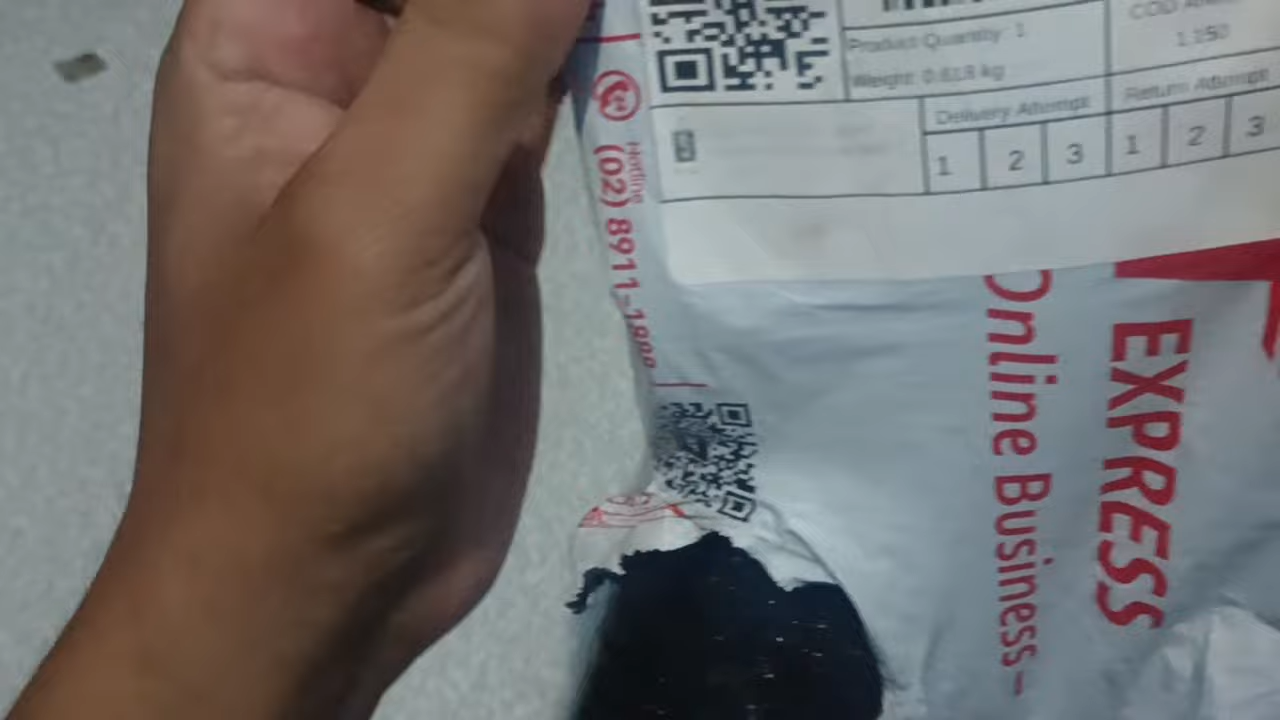 Product Quantity: 1
Weight: 0.618 kg
COD
1,150
Delivery Attempt
Return Attempt
1 2 3
1 2 3
Hotline
(02) 8911-1888
EXPRESS
Online Business-